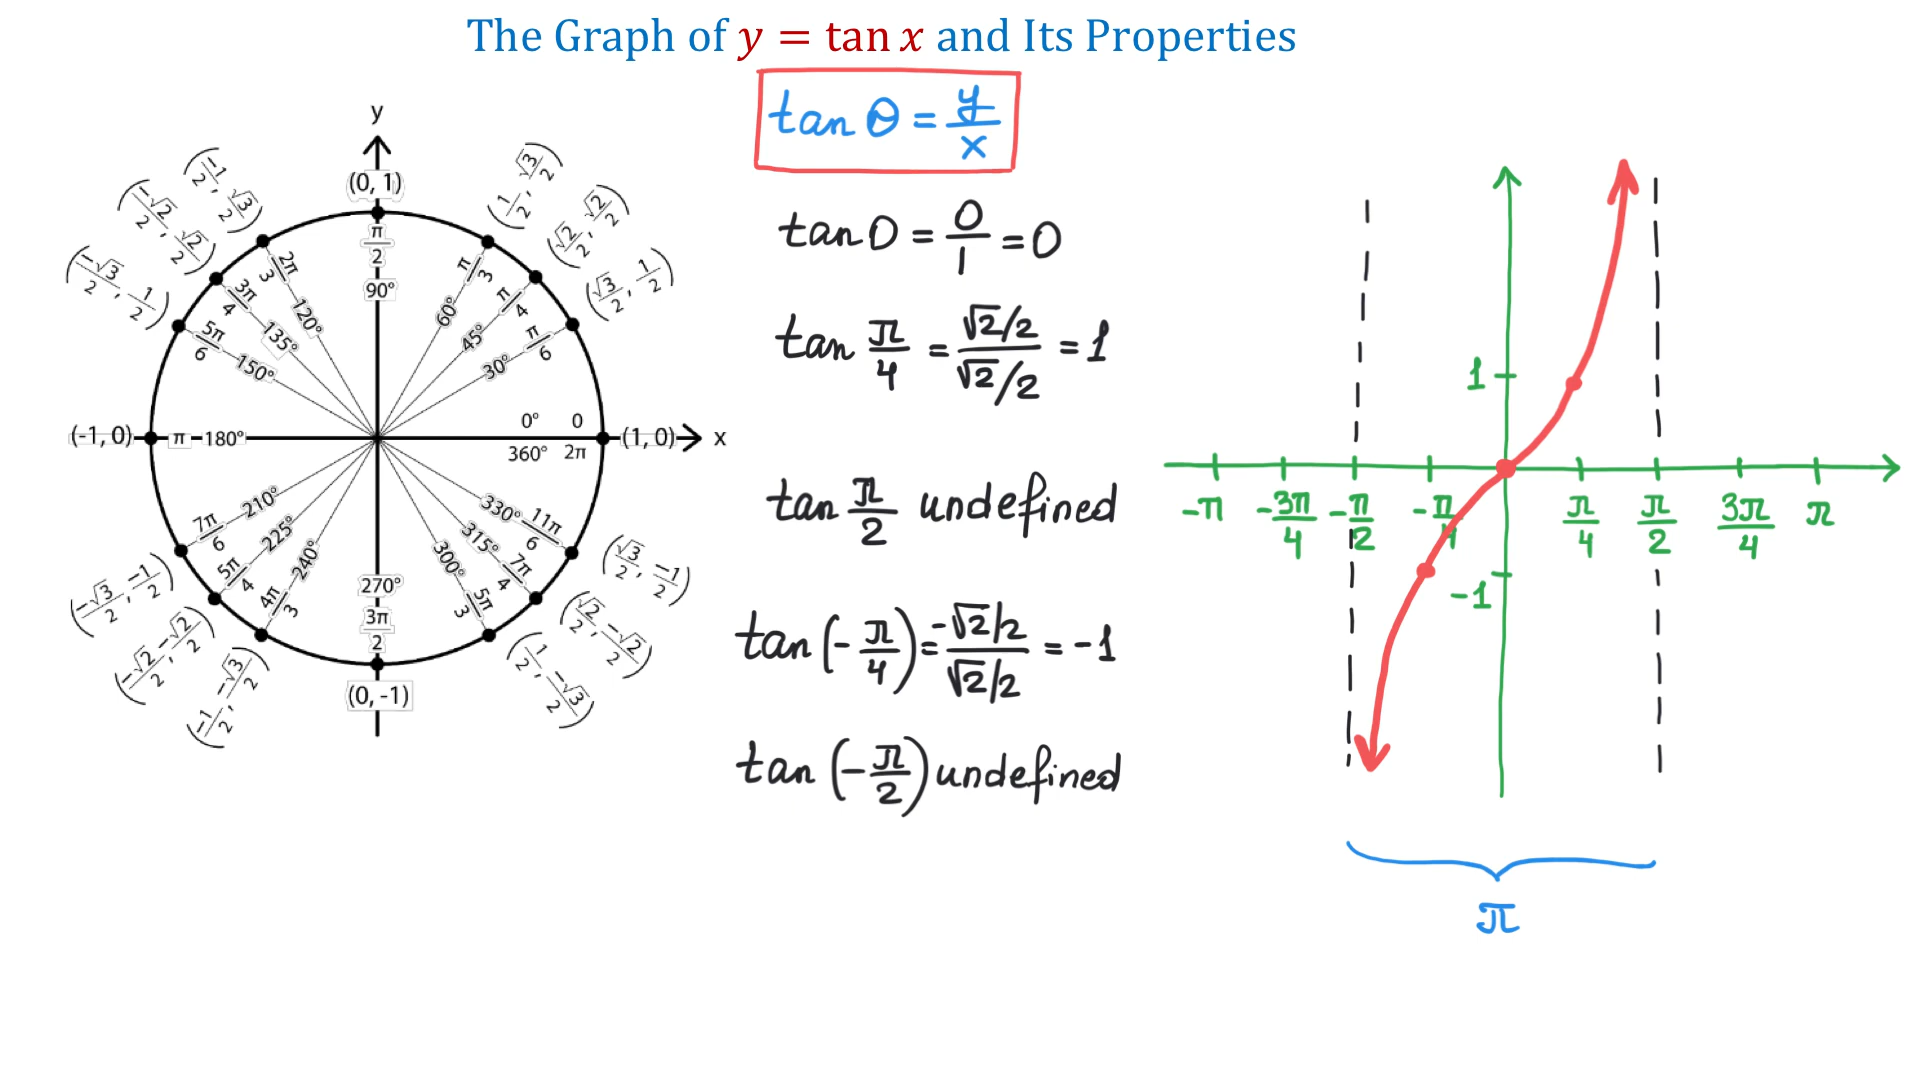 The Graph of y = tan x and Its Properties
tan θ = y/x
y
(0, 1)
(-1/2, √3/2)
(-√2/2, √2/2)
(-√3/2, 1/2)
(1/2, √3/2)
(√2/2, √2/2)
(√3/2, 1/2)
π/2
90°
2π/3 120°
3π/4 135°
5π/6 150°
π/3 60°
π/4 45°
π/6 30°
(-1, 0) π 180°
0° 0
360° 2π
(1, 0) x
7π/6 210°
5π/4 225°
4π/3 240°
270°
3π/2
(0, -1)
300° 5π/3
315° 7π/4
330° 11π/6
(-√3/2, -1/2)
(-√2/2, -√2/2)
(-1/2, -√3/2)
(√3/2, -1/2)
(√2/2, -√2/2)
(1/2, -√3/2)
tan 0 = 0/1 = 0
tan π/4 = (√2/2)/(√2/2) = 1
tan π/2 undefined
tan(-π/4) = (-√2/2)/(√2/2) = -1
tan(-π/2) undefined
1
-π -3π/4 -π/2 -π/4 π/4 π/2 3π/4 π
-1
π